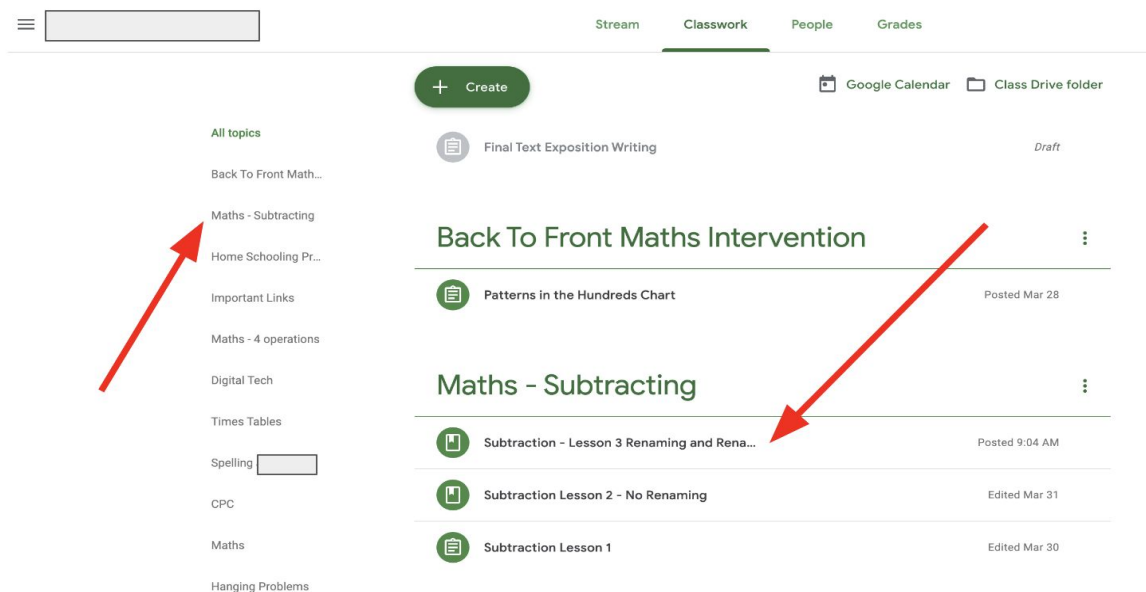 Stream Classwork People Grades
+ Create
Google Calendar Class Drive folder
All topics
Back To Front Math...
Maths - Subtracting
Home Schooling Pr...
Important Links
Maths - 4 operations
Digital Tech
Times Tables
Spelling
CPC
Maths
Hanging Problems
Final Text Exposition Writing Draft
Back To Front Maths Intervention
Patterns in the Hundreds Chart Posted Mar 28
Maths - Subtracting
Subtraction - Lesson 3 Renaming and Rena... Posted 9:04 AM
Subtraction Lesson 2 - No Renaming Edited Mar 31
Subtraction Lesson 1 Edited Mar 30